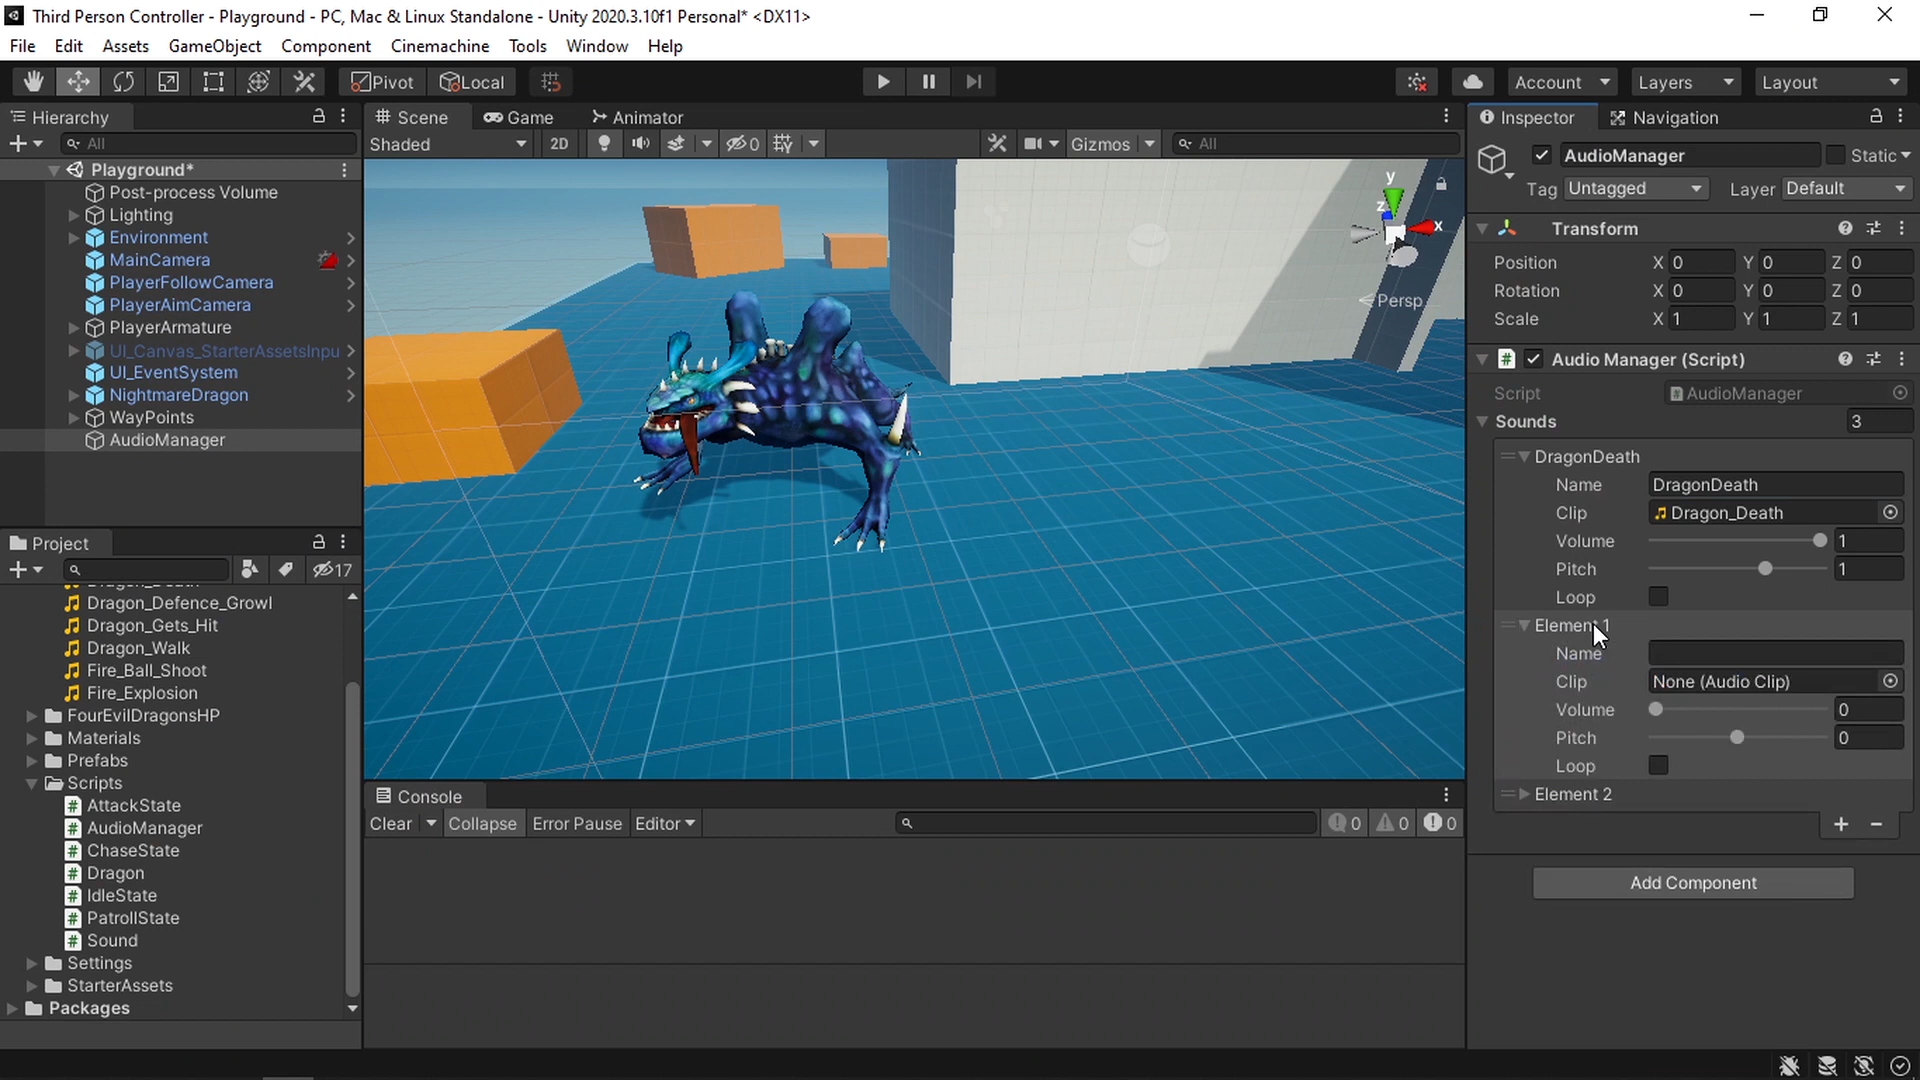 Third Person Controller - Playground - PC, Mac & Linux Standalone - Unity 2020.3.10f1 Personal* <DX11>
File Edit Assets GameObject Component Cinemachine Tools Window Help
Pivot Local Account Layers Layout
Hierarchy
All
Playground*
Post-process Volume
Lighting
Environment
MainCamera
PlayerFollowCamera
PlayerAimCamera
PlayerArmature
UI_Canvas_StarterAssetsInpu
UI_EventSystem
NightmareDragon
WayPoints
AudioManager
Project
17
Dragon_Defence_Growl
Dragon_Gets_Hit
Dragon_Walk
Fire_Ball_Shoot
Fire_Explosion
FourEvilDragonsHP
Materials
Prefabs
Scripts
AttackState
AudioManager
ChaseState
Dragon
IdleState
PatrollState
Sound
Settings
StarterAssets
Packages
Scene Game Animator
Shaded 2D 0 Gizmos All
y
z
x
Persp
Console
Clear Collapse Error Pause Editor 0 0 0
Inspector Navigation
AudioManager Static
Tag Untagged Layer Default
Transform
Position X 0 Y 0 Z 0
Rotation X 0 Y 0 Z 0
Scale X 1 Y 1 Z 1
Audio Manager (Script)
Script AudioManager
Sounds 3
DragonDeath
Name DragonDeath
Clip Dragon_Death
Volume 1
Pitch 1
Loop
Element 1
Name
Clip None (Audio Clip)
Volume 0
Pitch 0
Loop
Element 2
+ -
Add Component